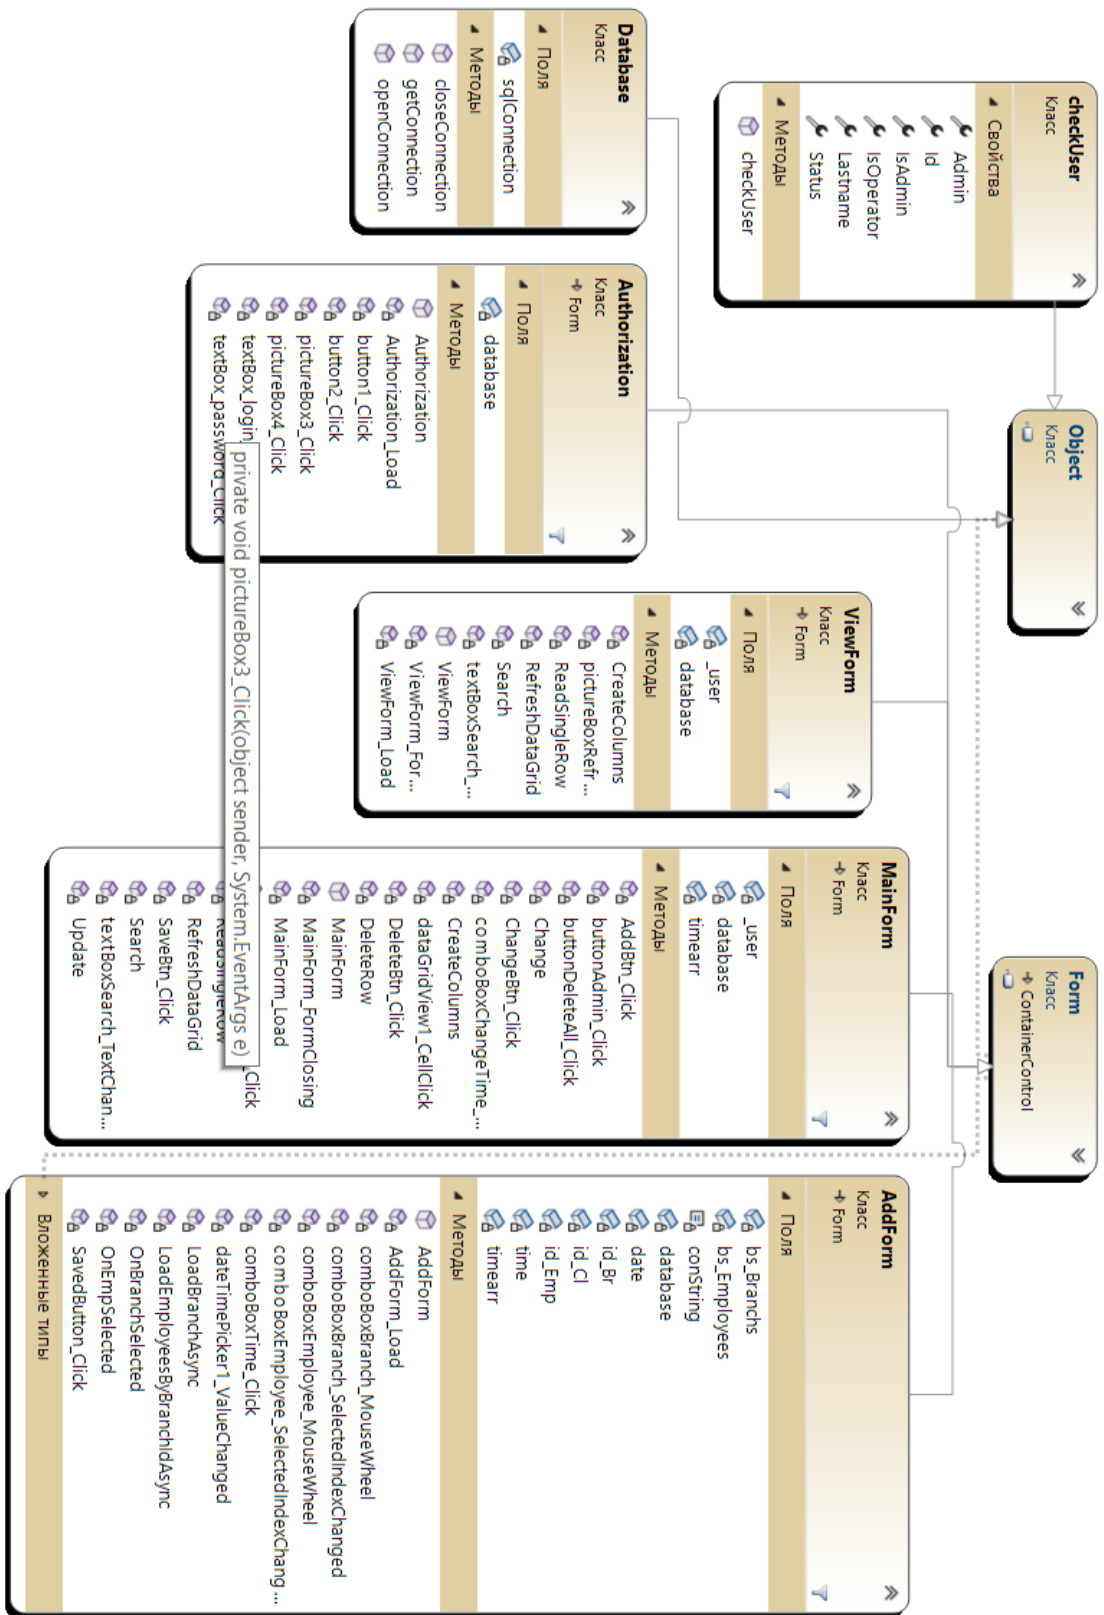 checkUser
Класс
Свойства
Admin
Id
IsAdmin
IsOperator
Lastname
Status
Методы
checkUser
Object
Класс
Form
Класс
ContainerControl
Database
Класс
Поля
sqlConnection
Методы
closeConnection
getConnection
openConnection
Authorization
Класс
Form
Поля
database
Методы
Authorization
Authorization_Load
button1_Click
button2_Click
pictureBox3_Click
pictureBox4_Click
textBox_login
textBox_password_Click
private void pictureBox3_Click(object sender, System.EventArgs e)
ViewForm
Класс
Form
Поля
_user
database
Методы
CreateColumns
pictureBoxRefr...
ReadSingleRow
RefreshDataGrid
Search
textBoxSearch_...
ViewForm
ViewForm_For...
ViewForm_Load
MainForm
Класс
Form
Поля
_user
database
timearr
Методы
AddBtn_Click
buttonAdmin_Click
buttonDeleteAll_Click
Change
ChangeBtn_Click
comboBoxChangeTime_...
CreateColumns
dataGridView1_CellClick
DeleteBtn_Click
DeleteRow
MainForm
MainForm_FormClosing
MainForm_Load
_Click
ReadSingleRow
RefreshDataGrid
SaveBtn_Click
Search
textBoxSearch_TextChan...
Update
AddForm
Класс
Form
Поля
bs_Branchs
bs_Employees
conString
database
date
id_Br
id_Cl
id_Emp
time
timearr
Методы
AddForm
AddForm_Load
comboBoxBranch_MouseWheel
comboBoxBranch_SelectedIndexChanged
comboBoxEmployee_MouseWheel
comboBoxEmployee_SelectedIndexChang...
comboBoxTime_Click
dateTimePicker1_ValueChanged
LoadBranchAsync
LoadEmployeesByBranchIdAsync
OnBranchSelected
OnEmpSelected
SavedButton_Click
Вложенные типы